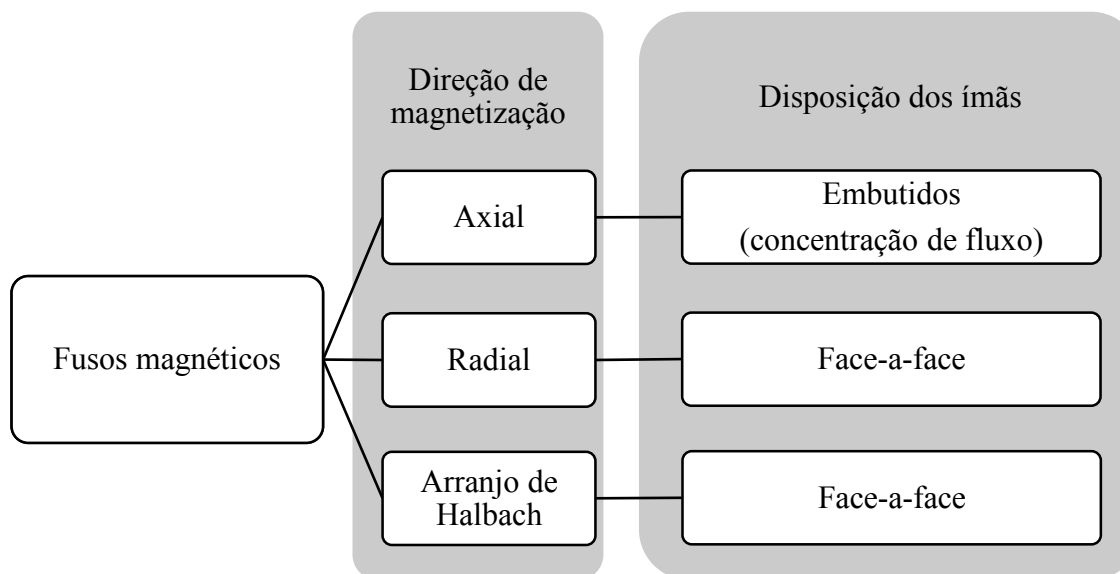 Direção de
magnetização
Disposição dos ímãs
Fusos magnéticos
Axial
Embutidos
(concentração de fluxo)
Radial
Face-a-face
Arranjo de
Halbach
Face-a-face